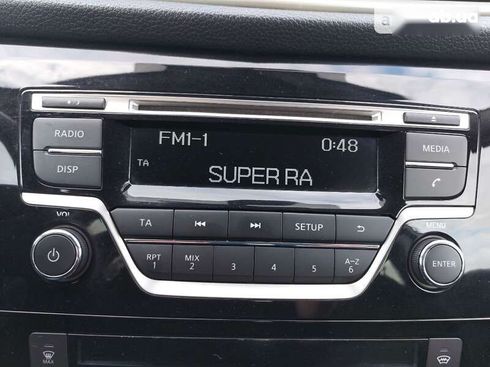 RADIO
DISP
FM1-1 0:48
TA
SUPER RA
MEDIA
VOL
TA
SETUP
MENU
RPT 1
MIX 2
3
4
5
A-Z 6
ENTER
MAX